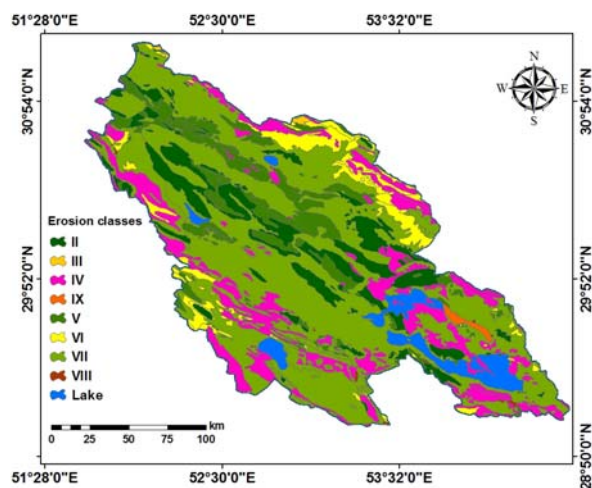 51°28'0"E 52°30'0"E 53°32'0"E
N
W E
S
30°54'0"N 30°54'0"N
Erosion classes
II
III
IV
IX
V
VI
VII
VIII
Lake
29°52'0"N 29°52'0"N
km
0 12.5 25 50 75 100
28°50'0"N 28°50'0"N
51°28'0"E 52°30'0"E 53°32'0"E